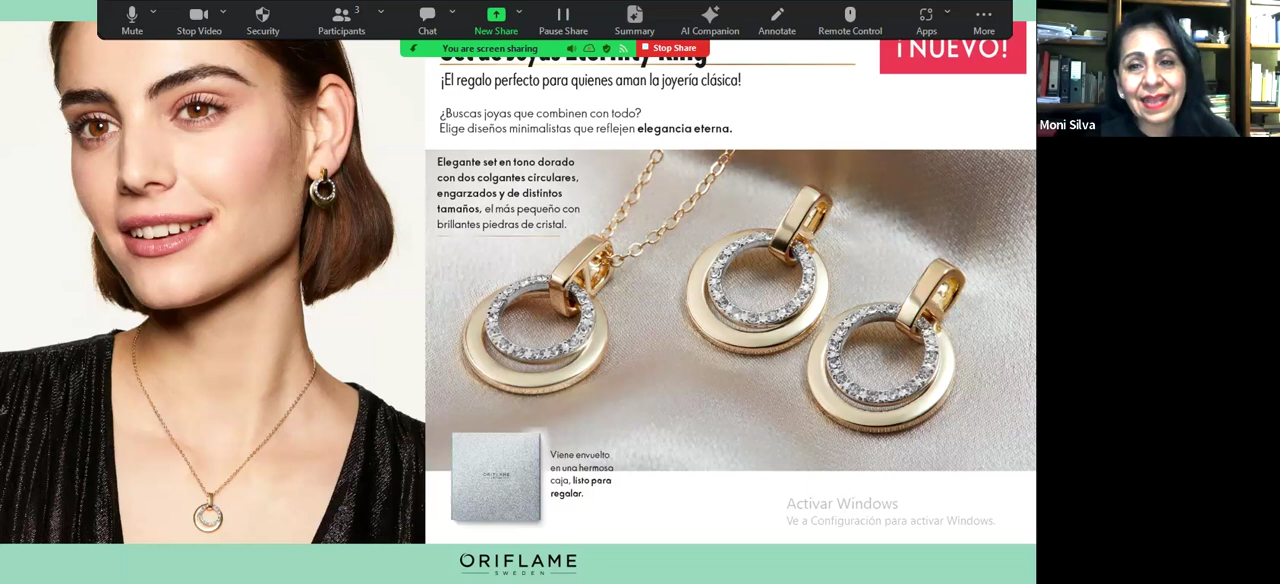 Mute
Stop Video
Security
Participants
3
Chat
New Share
Pause Share
Summary
AI Companion
Annotate
Remote Control
Apps
More
You are screen sharing
Stop Share
¡NUEVO!
¡El regalo perfecto para quienes aman la joyería clásica!
¿Buscas joyas que combinen con todo?
Elige diseños minimalistas que reflejen elegancia eterna.
Elegante set en tono dorado
con dos colgantes circulares,
engarzados y de distintos
tamaños, el más pequeño con
brillantes piedras de cristal.
ORIFLAME
Viene envuelto
en una hermosa
caja, listo para
regalar.
Activar Windows
Ve a Configuración para activar Windows.
ORIFLAME
SWEDEN
Moni Silva